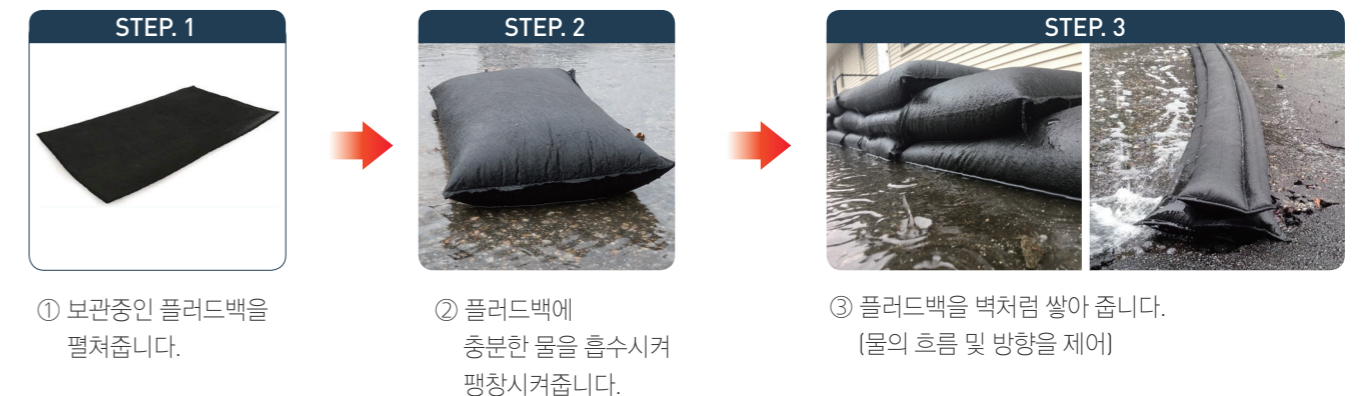 STEP. 1
① 보관중인 플러드백을
펼쳐줍니다.
STEP. 2
② 플러드백에
충분한 물을 흡수시켜
팽창시켜줍니다.
STEP. 3
③ 플러드백을 벽처럼 쌓아 줍니다.
(물의 흐름 및 방향을 제어)